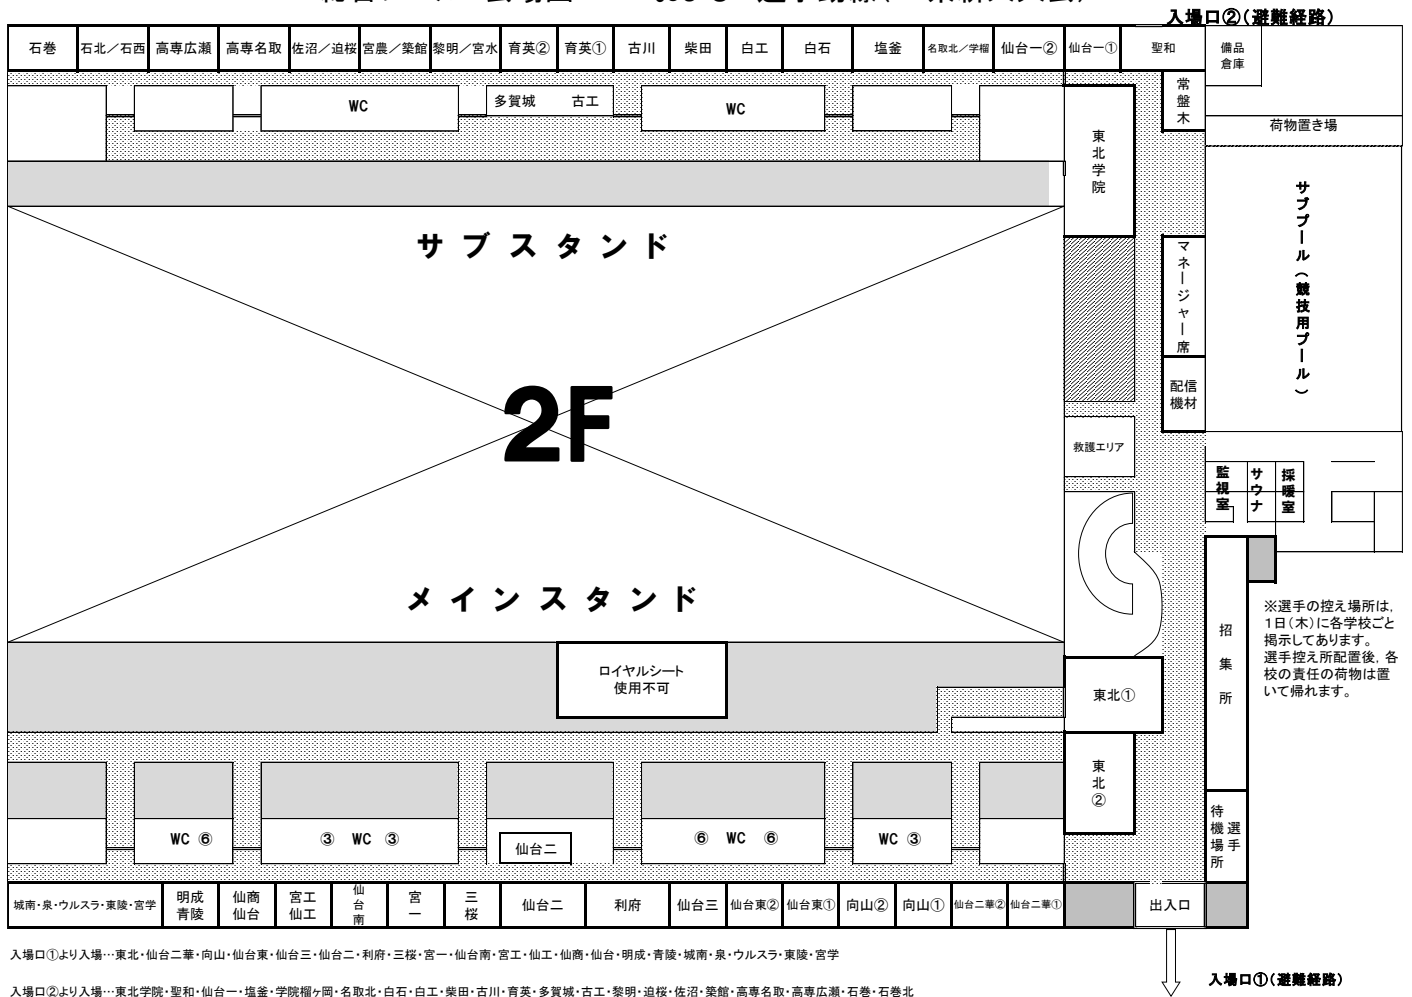 入場口②(避難経路)
石巻 石北/石西 高専広瀬 高専名取 佐沼/迫桜 宮農/築館 黎明/宮水 育英② 育英① 古川 柴田 白工 白石 塩釜 名取北/学榴 仙台一② 仙台一① 聖和 備品
倉庫
WC 多賀城 古工 WC
常盤木
荷物置き場
東北学院
サブプール(競技用プール)
サブスタンド
マネージャー席
2F
配信
機材
救護エリア
監視室 サウナ 採暖室
メインスタンド
※選手の控え場所は,
1日(木)に各学校ごと
掲示してあります。
選手控え所配置後,各
校の責任の荷物は置
いて帰れます。
招集所
ロイヤルシート
使用不可
東北①
東北②
WC ⑥ ③ WC ③ 仙台二 ⑥ WC ⑥ WC ③
選手
待機場所
城南・泉・ウルスラ・東陵・宮学
明成
青陵
仙商
仙台
宮工
仙工
仙台南
宮一
三桜
仙台二 利府 仙台三 仙台東② 仙台東① 向山② 向山① 仙台二華② 仙台二華① 出入口
入場口①より入場…東北・仙台二華・向山・仙台東・仙台三・仙台二・利府・三桜・宮一・仙台南・宮工・仙工・仙商・仙台・明成・青陵・城南・泉・ウルスラ・東陵・宮学
入場口①(避難経路)
入場口②より入場…東北学院・聖和・仙台一・塩釜・学院榴ヶ岡・名取北・白石・白工・柴田・古川・育英・多賀城・古工・黎明・迫桜・佐沼・築館・高専名取・高専広瀬・石巻・石巻北